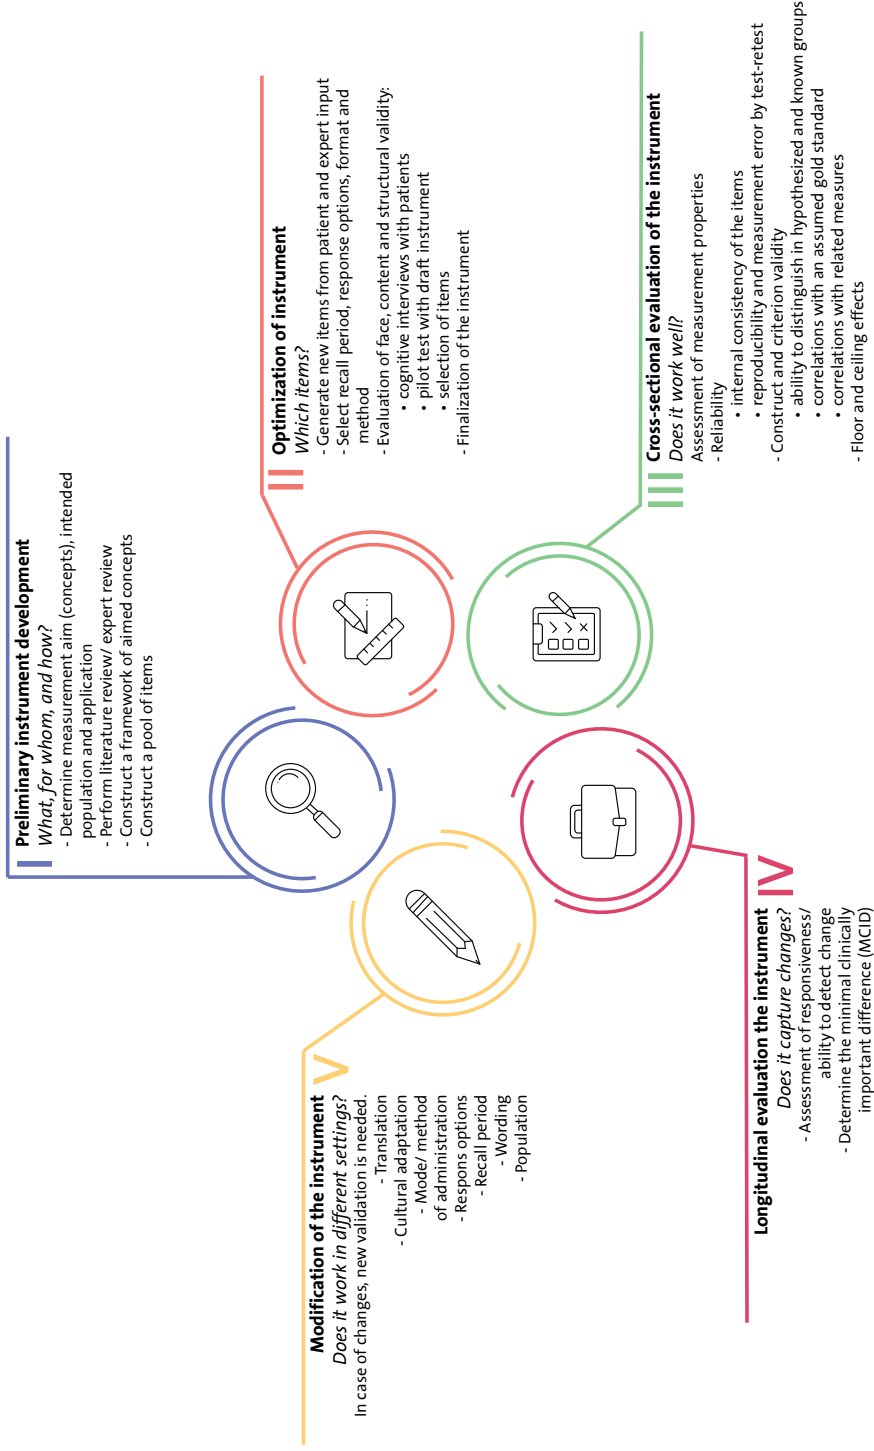 I
Preliminary instrument development
What, for whom, and how?
- Determine measurement aim (concepts), intended
population and application
- Perform literature review/ expert review
- Construct a framework of aimed concepts
- Construct a pool of items
II
Optimization of instrument
Which items?
- Generate new items from patient and expert input
- Select recall period, response options, format and
method
- Evaluation of face, content and structural validity:
• cognitive interviews with patients
• pilot test with draft instrument
• selection of items
- Finalization of the instrument
III
Cross-sectional evaluation of the instrument
Does it work well?
Assessment of measurement properties
- Reliability
• internal consistency of the items
• reproducibility and measurement error by test-retest
- Construct and criterion validity
• ability to distinguish in hypothesized and known groups
• correlations with an assumed gold standard
• correlations with related measures
- Floor and ceiling effects
IV
Longitudinal evaluation the instrument
Does it capture changes?
- Assessment of responsiveness/
ability to detect change
- Determine the minimal clinically
important difference (MCID)
V
Modification of the instrument
Does it work in different settings?
In case of changes, new validation is needed.
- Translation
- Cultural adaptation
- Mode/ method
of administration
- Respons options
- Recall period
- Wording
- Population